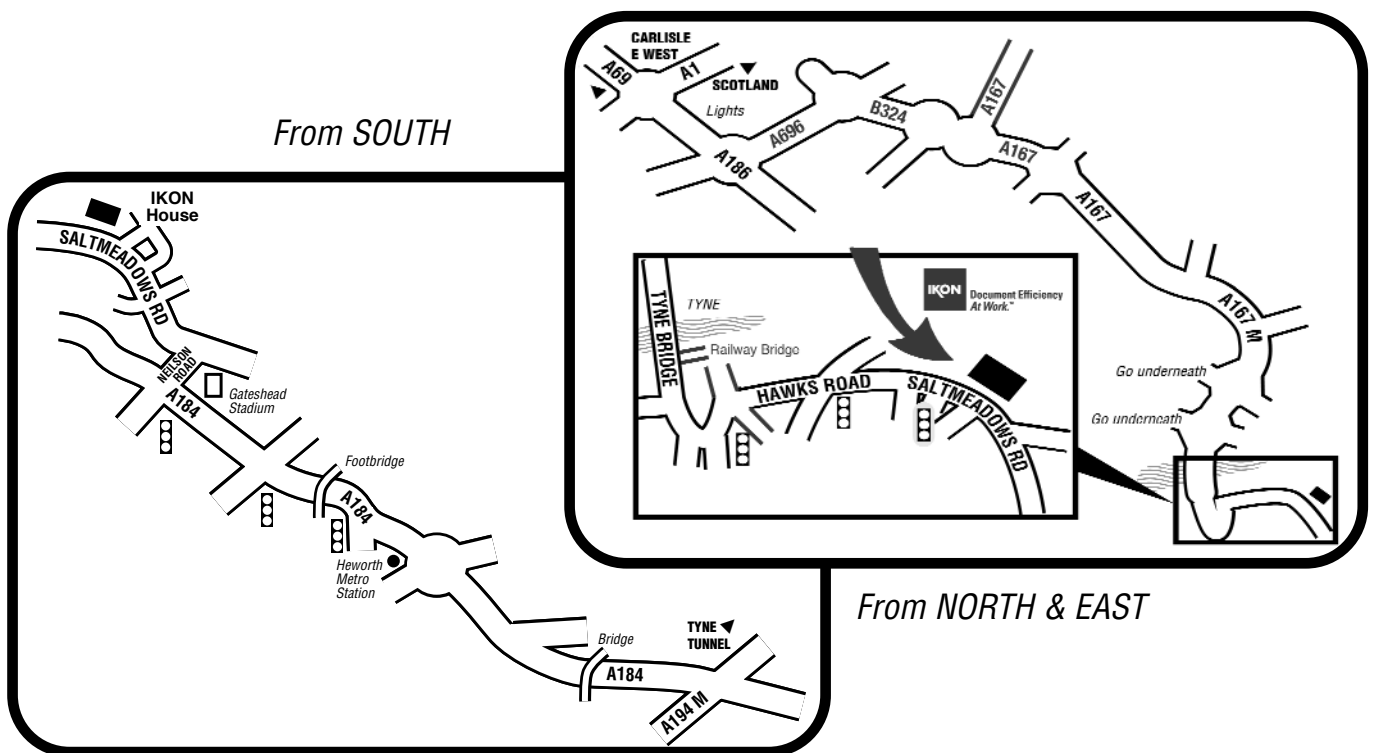 From SOUTH
IKON
House
SALTMEADOWS RD
NEILSON
ROAD
Gateshead
Stadium
A184
Footbridge
A184
Heworth
Metro
Station
Bridge
A184
TYNE
TUNNEL
A194 M
CARLISLE
E WEST
A69
A1
SCOTLAND
Lights
A696
A186
B324
A167
A167
A167
A167 M
Go underneath
Go underneath
TYNE BRIDGE
TYNE
Railway Bridge
HAWKS ROAD
SALTMEADOWS RD
IKON
Document Efficiency
At Work.™
From NORTH & EAST